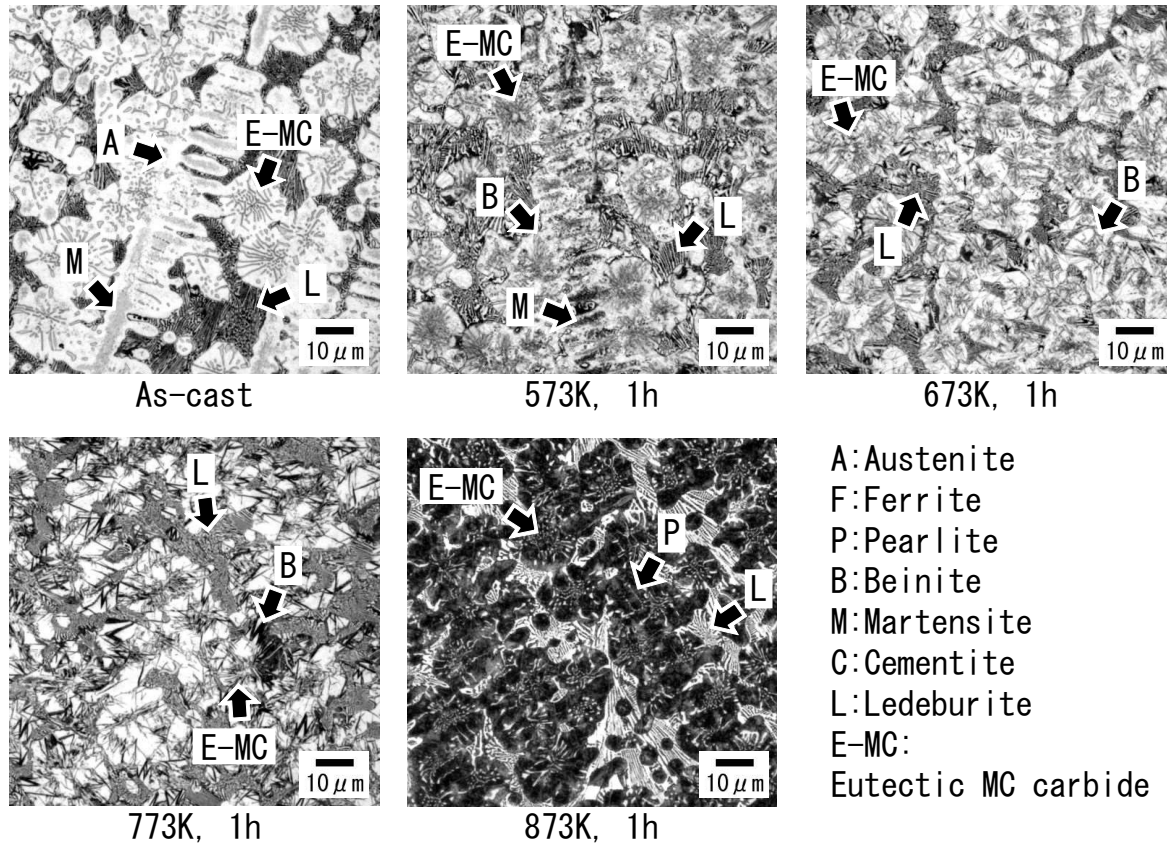 A
E-MC
M
L
10μm
As-cast
E-MC
B
L
M
10μm
573K, 1h
E-MC
B
L
10μm
673K, 1h
L
B
E-MC
10μm
773K, 1h
E-MC
P
L
10μm
873K, 1h
A:Austenite
F:Ferrite
P:Pearlite
B:Beinite
M:Martensite
C:Cementite
L:Ledeburite
E-MC:
Eutectic MC carbide